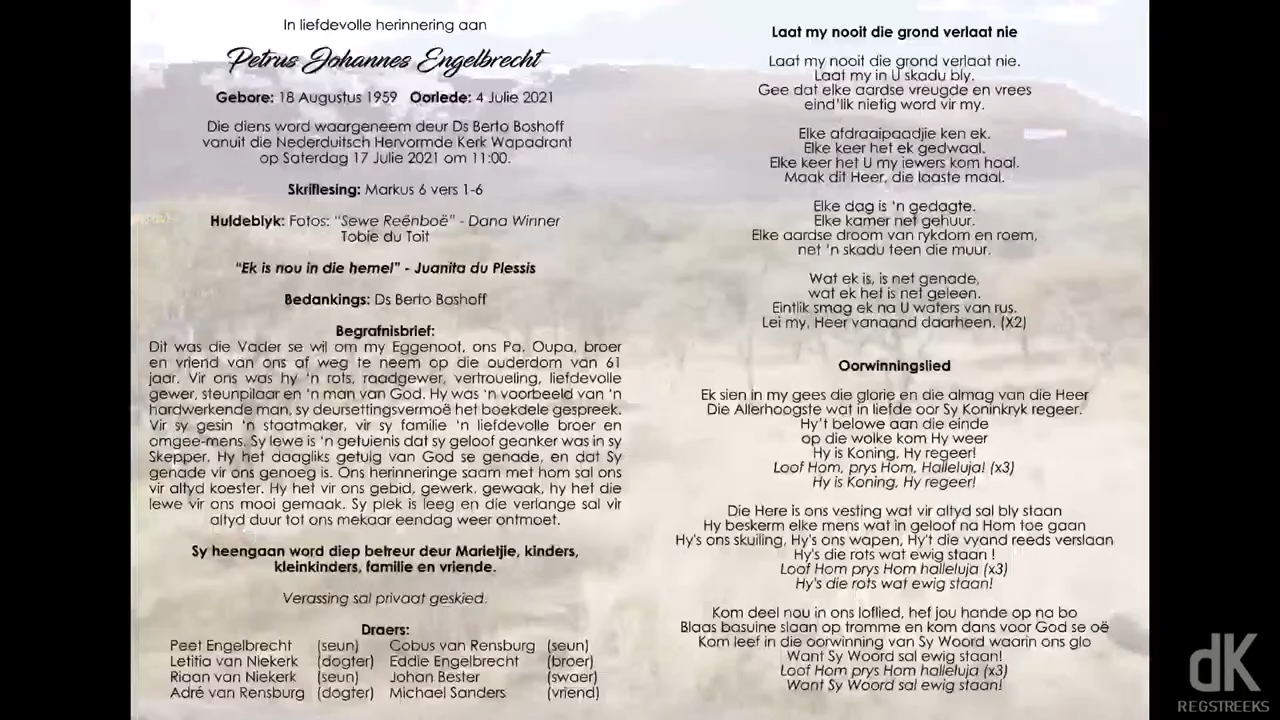 In liefdevolle herinnering aan
Petrus Johannes Engelbrecht
Gebore: 18 Augustus 1959 Oorlede: 4 Julie 2021
Die diens word waargeneem deur Ds Berto Boshoff
vanuit die Nederduitsch Hervormde Kerk Wapadrant
op Saterdag 17 Julie 2021 om 11:00.
Skriflesing: Markus 6 vers 1-6
Huldeblyk: Fotos: "Sewe Reënboë" - Dana Winner
Tobie du Toit
"Ek is nou in die hemel" - Juanita du Plessis
Bedankings: Ds Berto Boshoff
Begrafnisbrief:
Dit was die Vader se wil om my Eggenoot, ons Pa, Oupa, broer
en vriend van ons af weg te neem op die ouderdom van 61
jaar. Vir ons was hy 'n rots, raadgewer, vertroueling, liefdevolle
gewer, steunpilaar en 'n man van God. Hy was 'n voorbeeld van 'n
hardwerkende man, sy deursettingsvermoë het boekdele gespreek.
Vir sy gesin 'n staatmaker, vir sy familie 'n liefdevolle broer en
omgee-mens. Sy lewe is 'n getuienis dat sy geloof geanker was in sy
Skepper. Hy het daagliks getuig van God se genade, en dat Sy
genade vir ons genoeg is. Ons herinneringe saam met hom sal ons
vir altyd koester. Hy het vir ons gebid, gewerk, gewaak, hy het die
lewe vir ons mooi gemaak. Sy plek is leeg en die verlange sal vir
altyd duur tot ons mekaar eendag weer ontmoet.
Sy heengaan word diep betreur deur Marietjie, kinders,
kleinkinders, familie en vriende.
Verassing sal privaat geskied.
Draers:
Peet Engelbrecht (seun) Cobus van Rensburg (seun)
Letitia van Niekerk (dogter) Eddie Engelbrecht (broer)
Riaan van Niekerk (seun) Johan Bester (swaer)
Adré van Rensburg (dogter) Michael Sanders (vriend)
Laat my nooit die grond verlaat nie
Laat my nooit die grond verlaat nie.
Laat my in U skadu bly.
Gee dat elke aardse vreugde en vrees
eind'lik nietig word vir my.
Elke afdraaipaadjie ken ek.
Elke keer het ek gedwaal.
Elke keer het U my iewers kom haal.
Maak dit Heer, die laaste maal.
Elke dag is 'n gedagte.
Elke kamer net gehuur.
Elke aardse droom van rykdom en roem,
net 'n skadu teen die muur.
Wat ek is, is net genade,
wat ek het is net geleen.
Eintlik smag ek na U waters van rus.
Lei my, Heer vanaand daarheen. (X2)
Oorwinningslied
Ek sien in my gees die glorie en die almag van die Heer
Die Allerhoogste wat in liefde oor Sy Koninkryk regeer.
Hy't belowe aan die einde
op die wolke kom Hy weer
Hy is Koning, Hy regeer!
Loof Hom, prys Hom, Halleluja! (x3)
Hy is Koning, Hy regeer!
Die Here is ons vesting wat vir altyd sal bly staan
Hy beskerm elke mens wat in geloof na Hom toe gaan
Hy's ons skuiling, Hy's ons wapen, Hy't die vyand reeds verslaan
Hy's die rots wat ewig staan !
Loof Hom prys Hom halleluja (x3)
Hy's die rots wat ewig staan!
Kom deel nou in ons loflied, hef jou hande op na bo
Blaas basuine slaan op tromme en kom dans voor God se oë
Kom leef in die oorwinning van Sy Woord waarin ons glo
Want Sy Woord sal ewig staan!
Loof Hom prys Hom halleluja (x3)
Want Sy Woord sal ewig staan!
dK
REGSTREEKS